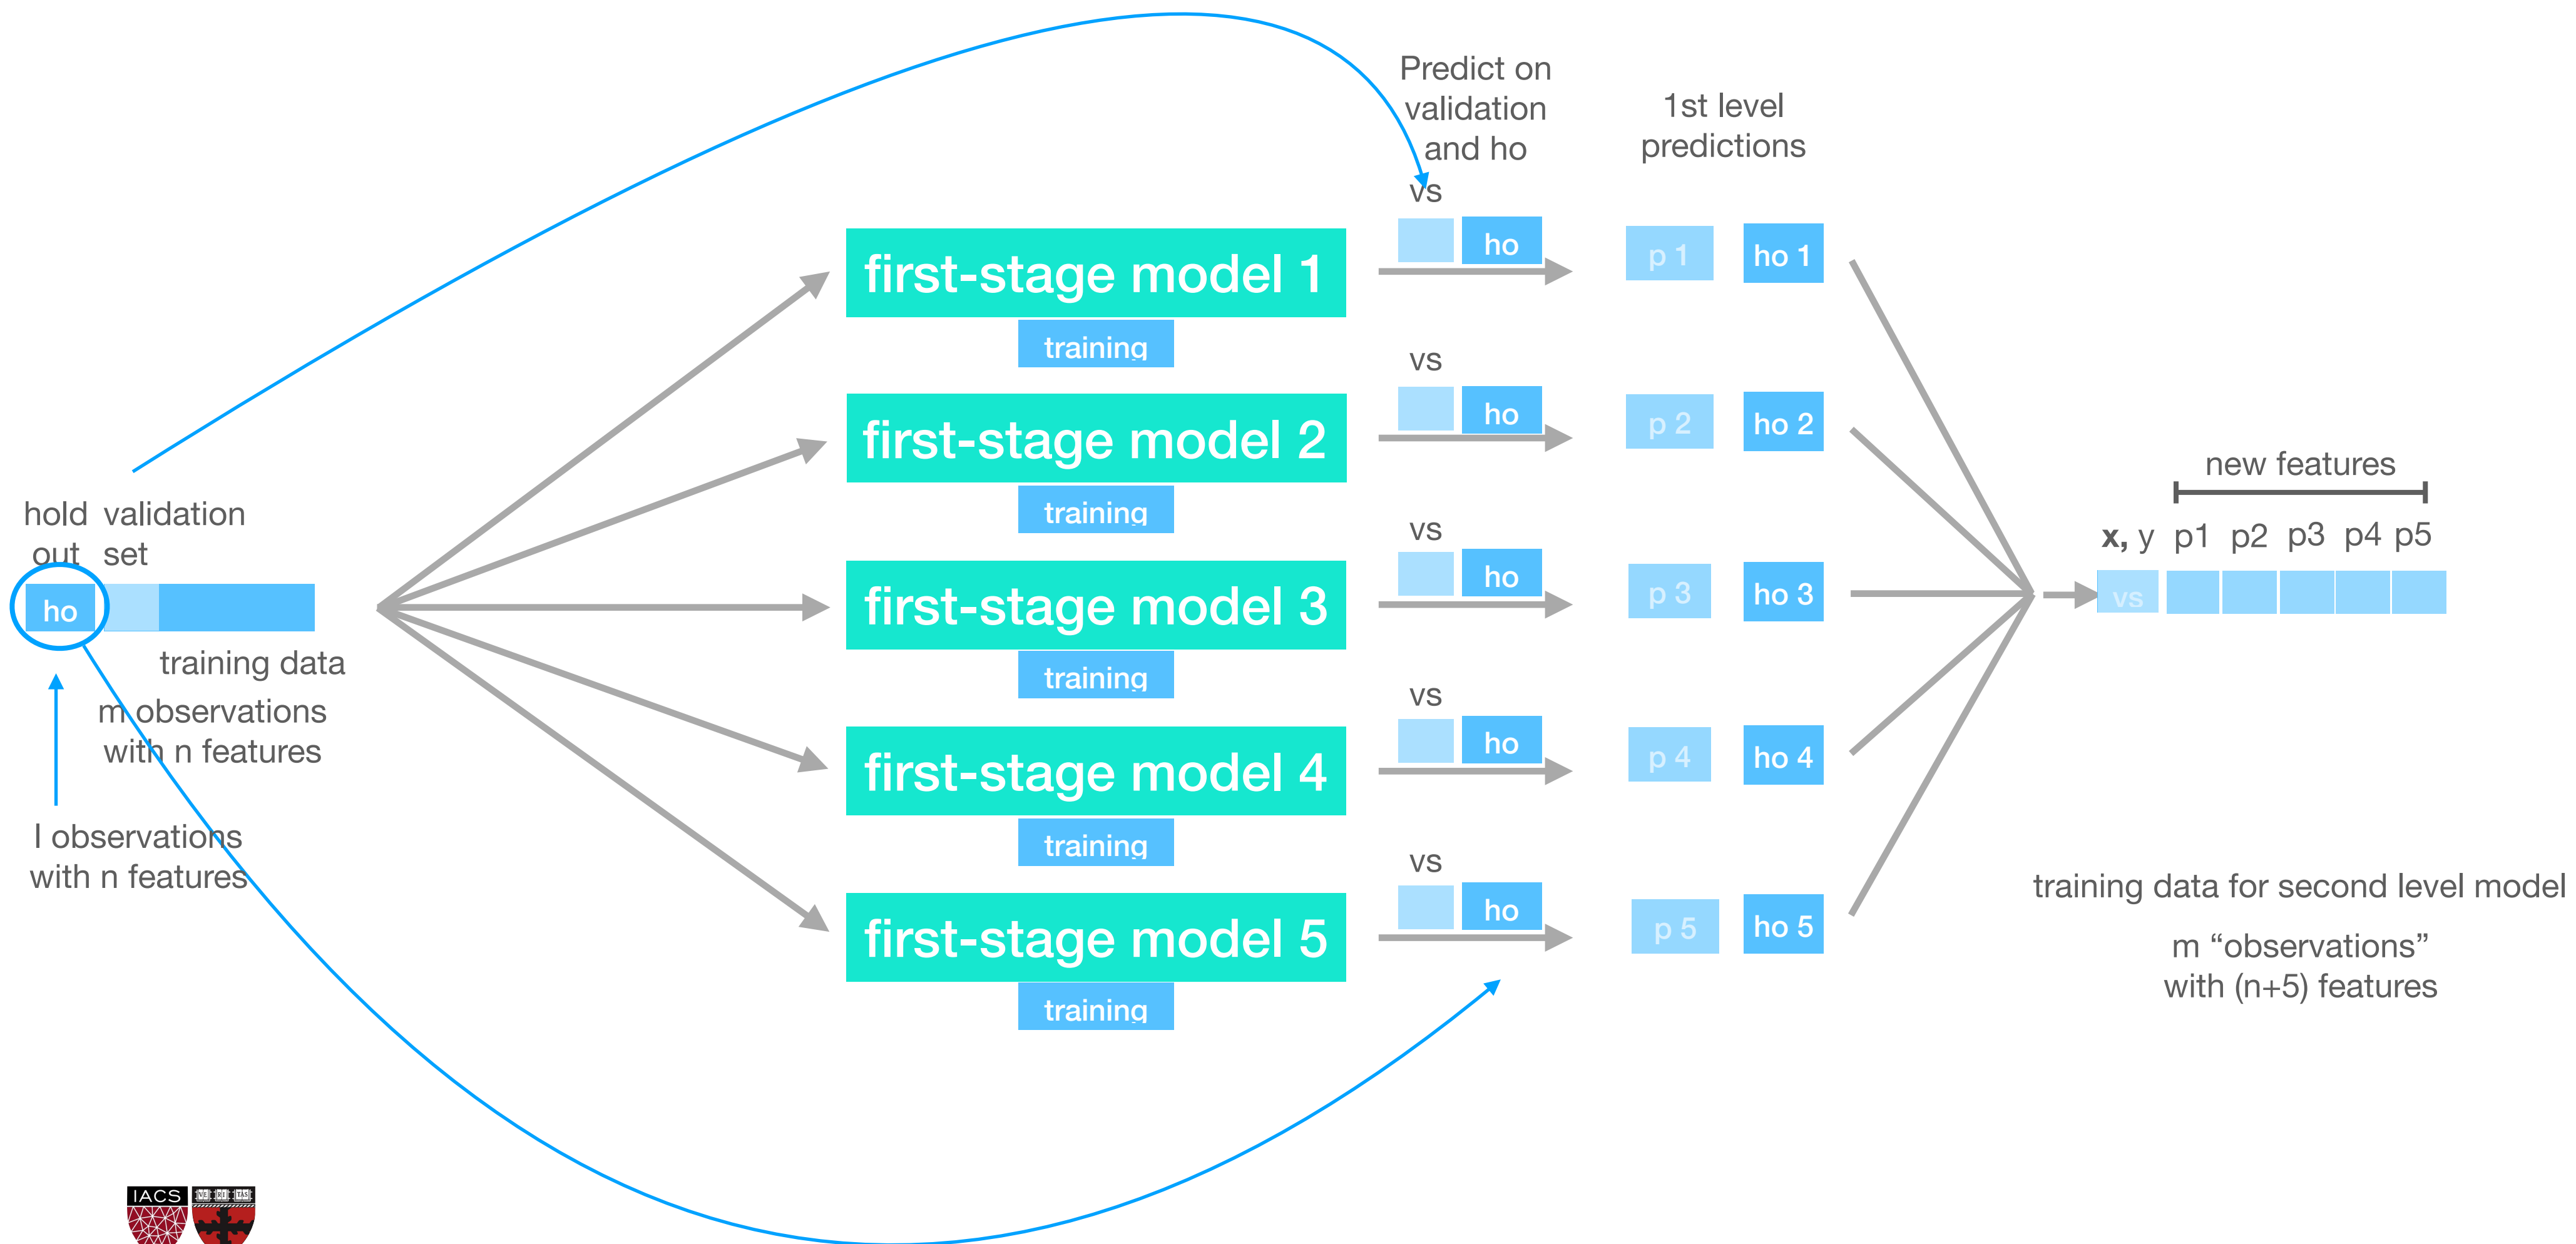 Predict on
validation
and ho
1st level
predictions
vs
ho
p 1
ho 1
first-stage model 1
training
vs
ho
p 2
ho 2
first-stage model 2
training
vs
ho
p 3
ho 3
first-stage model 3
training
vs
ho
p 4
ho 4
first-stage model 4
training
vs
ho
p 5
ho 5
first-stage model 5
training
hold
out
validation
set
ho
training data
m observations
with n features
l observations
with n features
new features
x, y p1 p2 p3 p4 p5
vs
training data for second level model
m “observations”
with (n+5) features
IACS
VE RI TAS